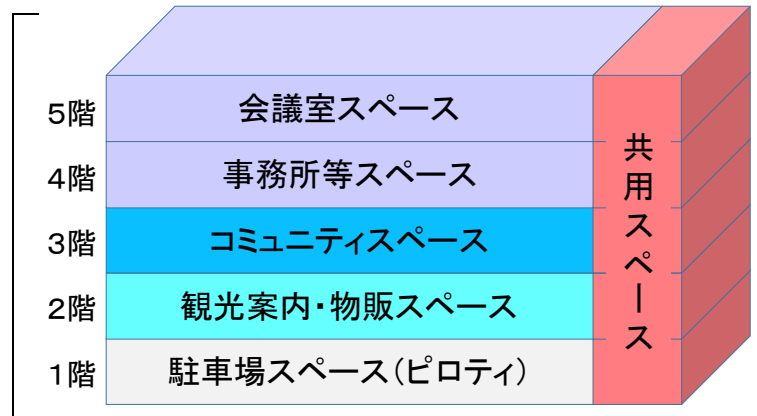 5階 会議室スペース
4階 事務所等スペース
3階 コミュニティスペース
2階 観光案内・物販スペース
1階 駐車場スペース(ピロティ)
共用スペース